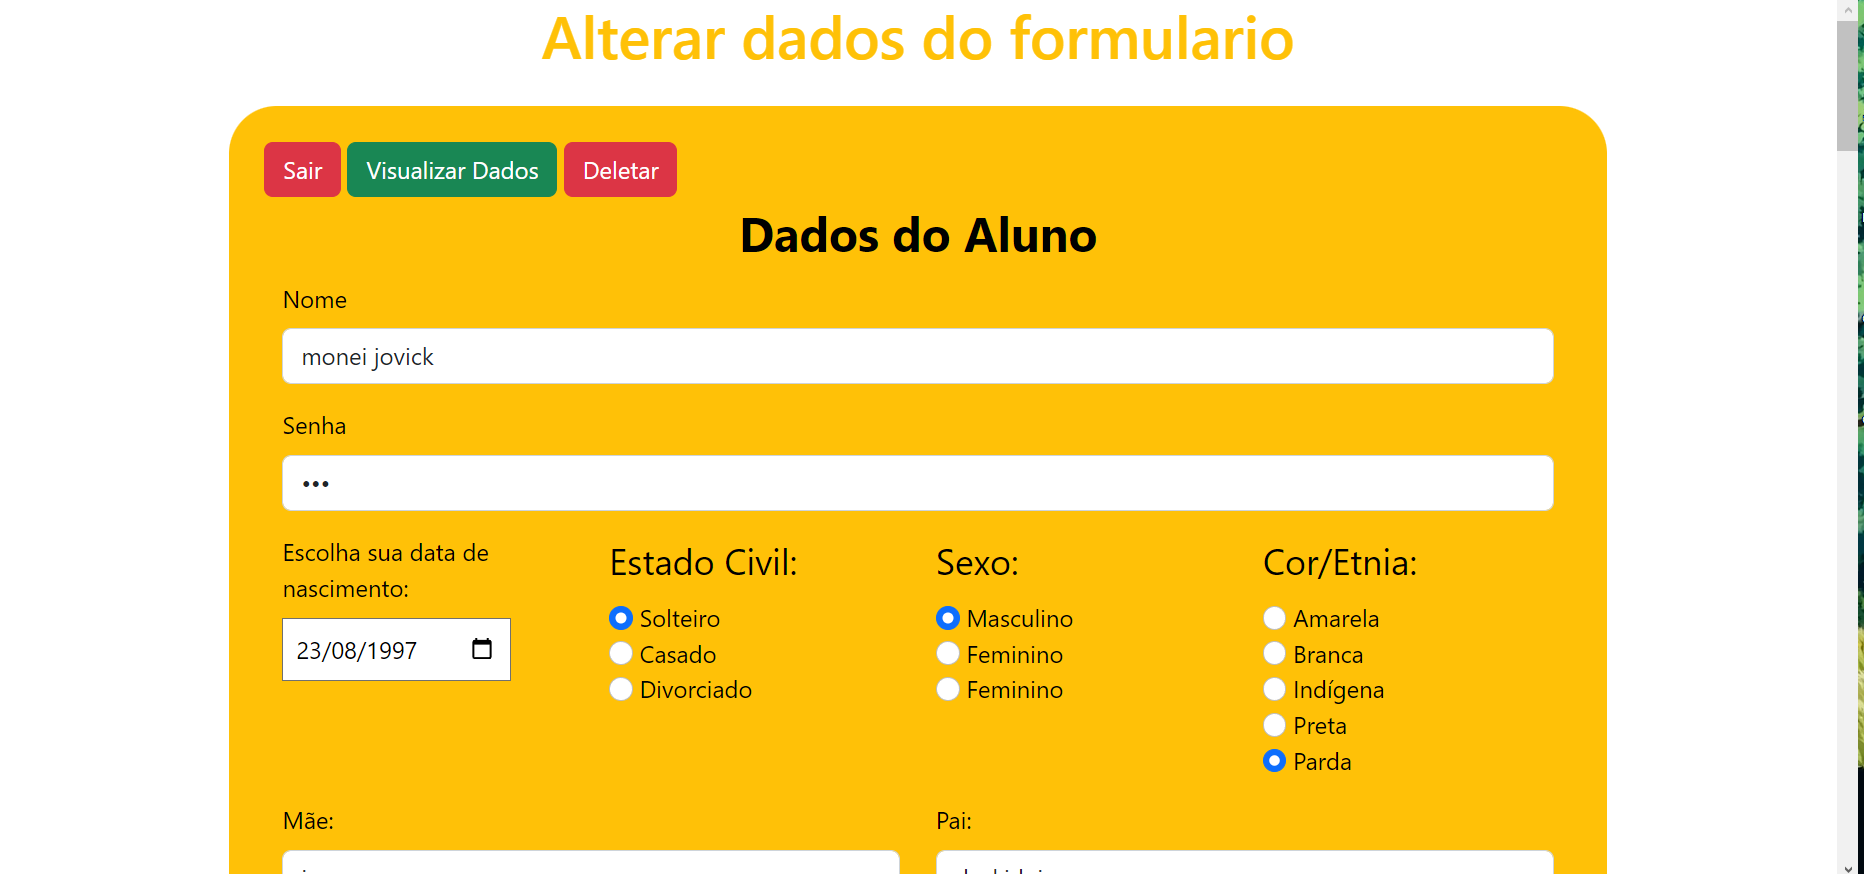 Alterar dados do formulario
Sair Visualizar Dados Deletar
Dados do Aluno
Nome
monei jovick
Senha
•••
Escolha sua data de
nascimento:
23/08/1997
Estado Civil:
Solteiro
Casado
Divorciado
Sexo:
Masculino
Feminino
Feminino
Cor/Etnia:
Amarela
Branca
Indígena
Preta
Parda
Mãe:
Pai: